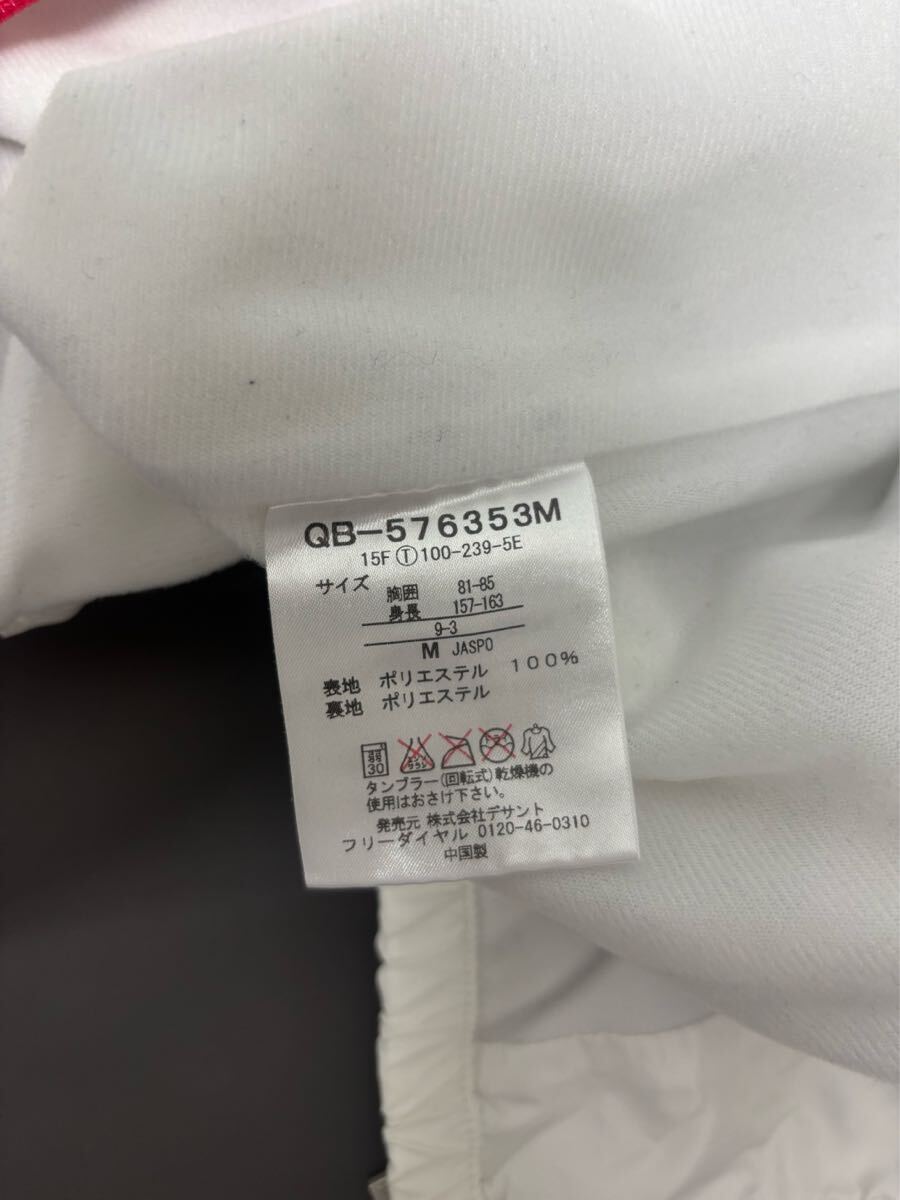 QB-576353M
15F Ⓣ100-239-5E
サイズ 胸囲 81-85
身長 157-163
9-3
M JASPO
表地 ポリエステル 100%
裏地 ポリエステル
弱
30
タンブラー(回転式)乾燥機の
使用はおさけ下さい。
発売元 株式会社デサント
フリーダイヤル 0120-46-0310
中国製